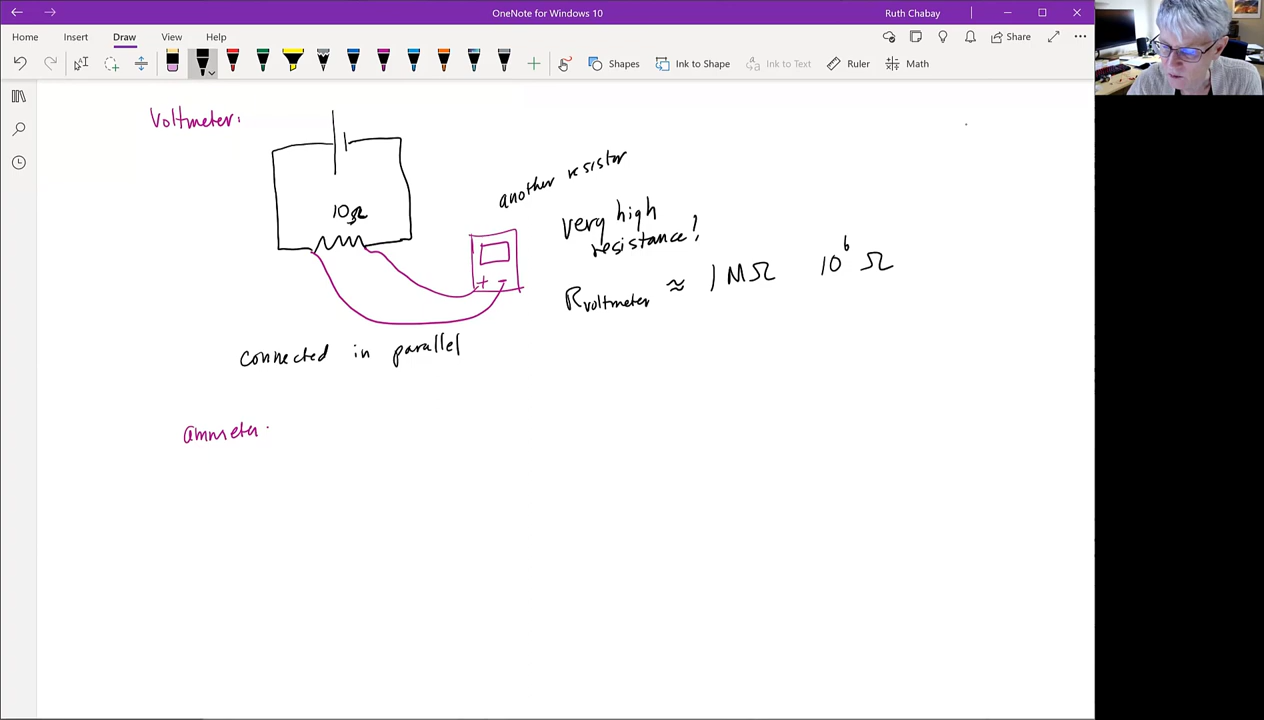 OneNote for Windows 10
Ruth Chabay
Home Insert Draw View Help
Share
Shapes
Ink to Shape
Ink to Text
Ruler
Math
Voltmeter:
10Ω
another resistor
very high
resistance!
+ -
Rvoltmeter ≈ 1 MΩ 10⁶ Ω
connected in parallel
ammeter: